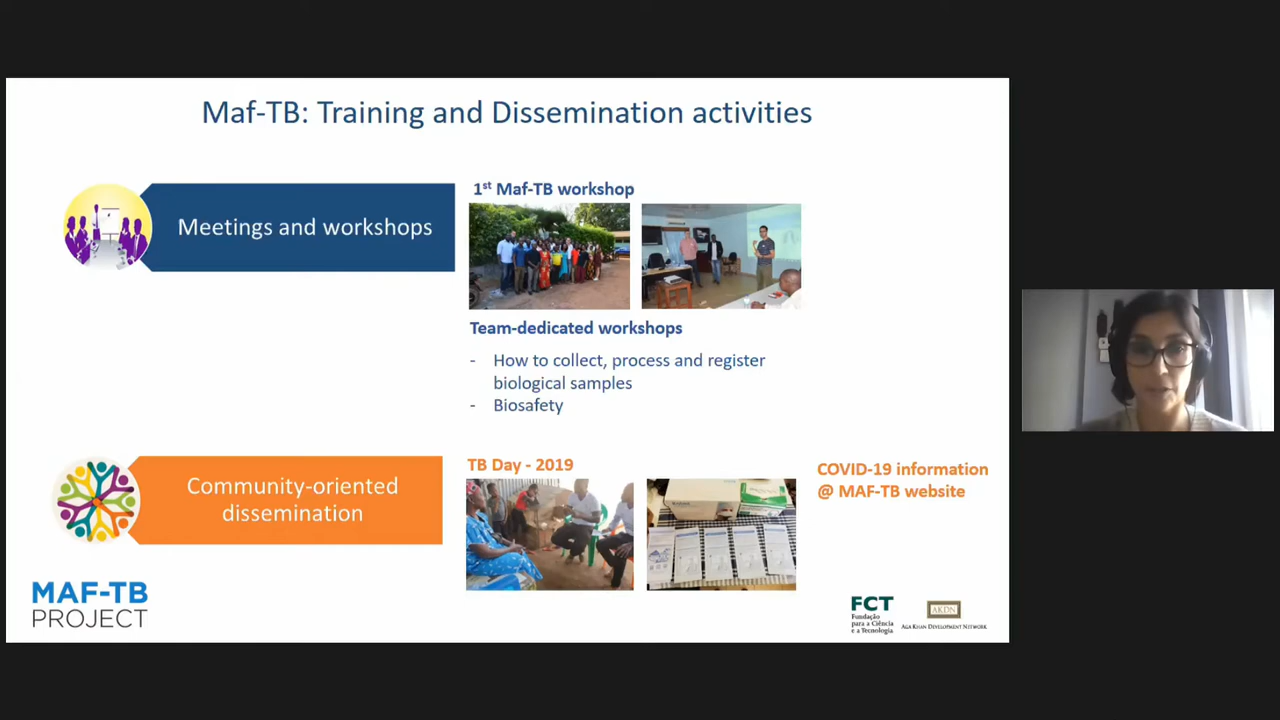 Maf-TB: Training and Dissemination activities
Meetings and workshops
1st Maf-TB workshop
Team-dedicated workshops
- How to collect, process and register
biological samples
- Biosafety
Community-oriented
dissemination
TB Day - 2019
COVID-19 information
@ MAF-TB website
MAF-TB
PROJECT
FCT
Fundação
para a Ciência
e a Tecnologia
AKDN
AGA KHAN DEVELOPMENT NETWORK